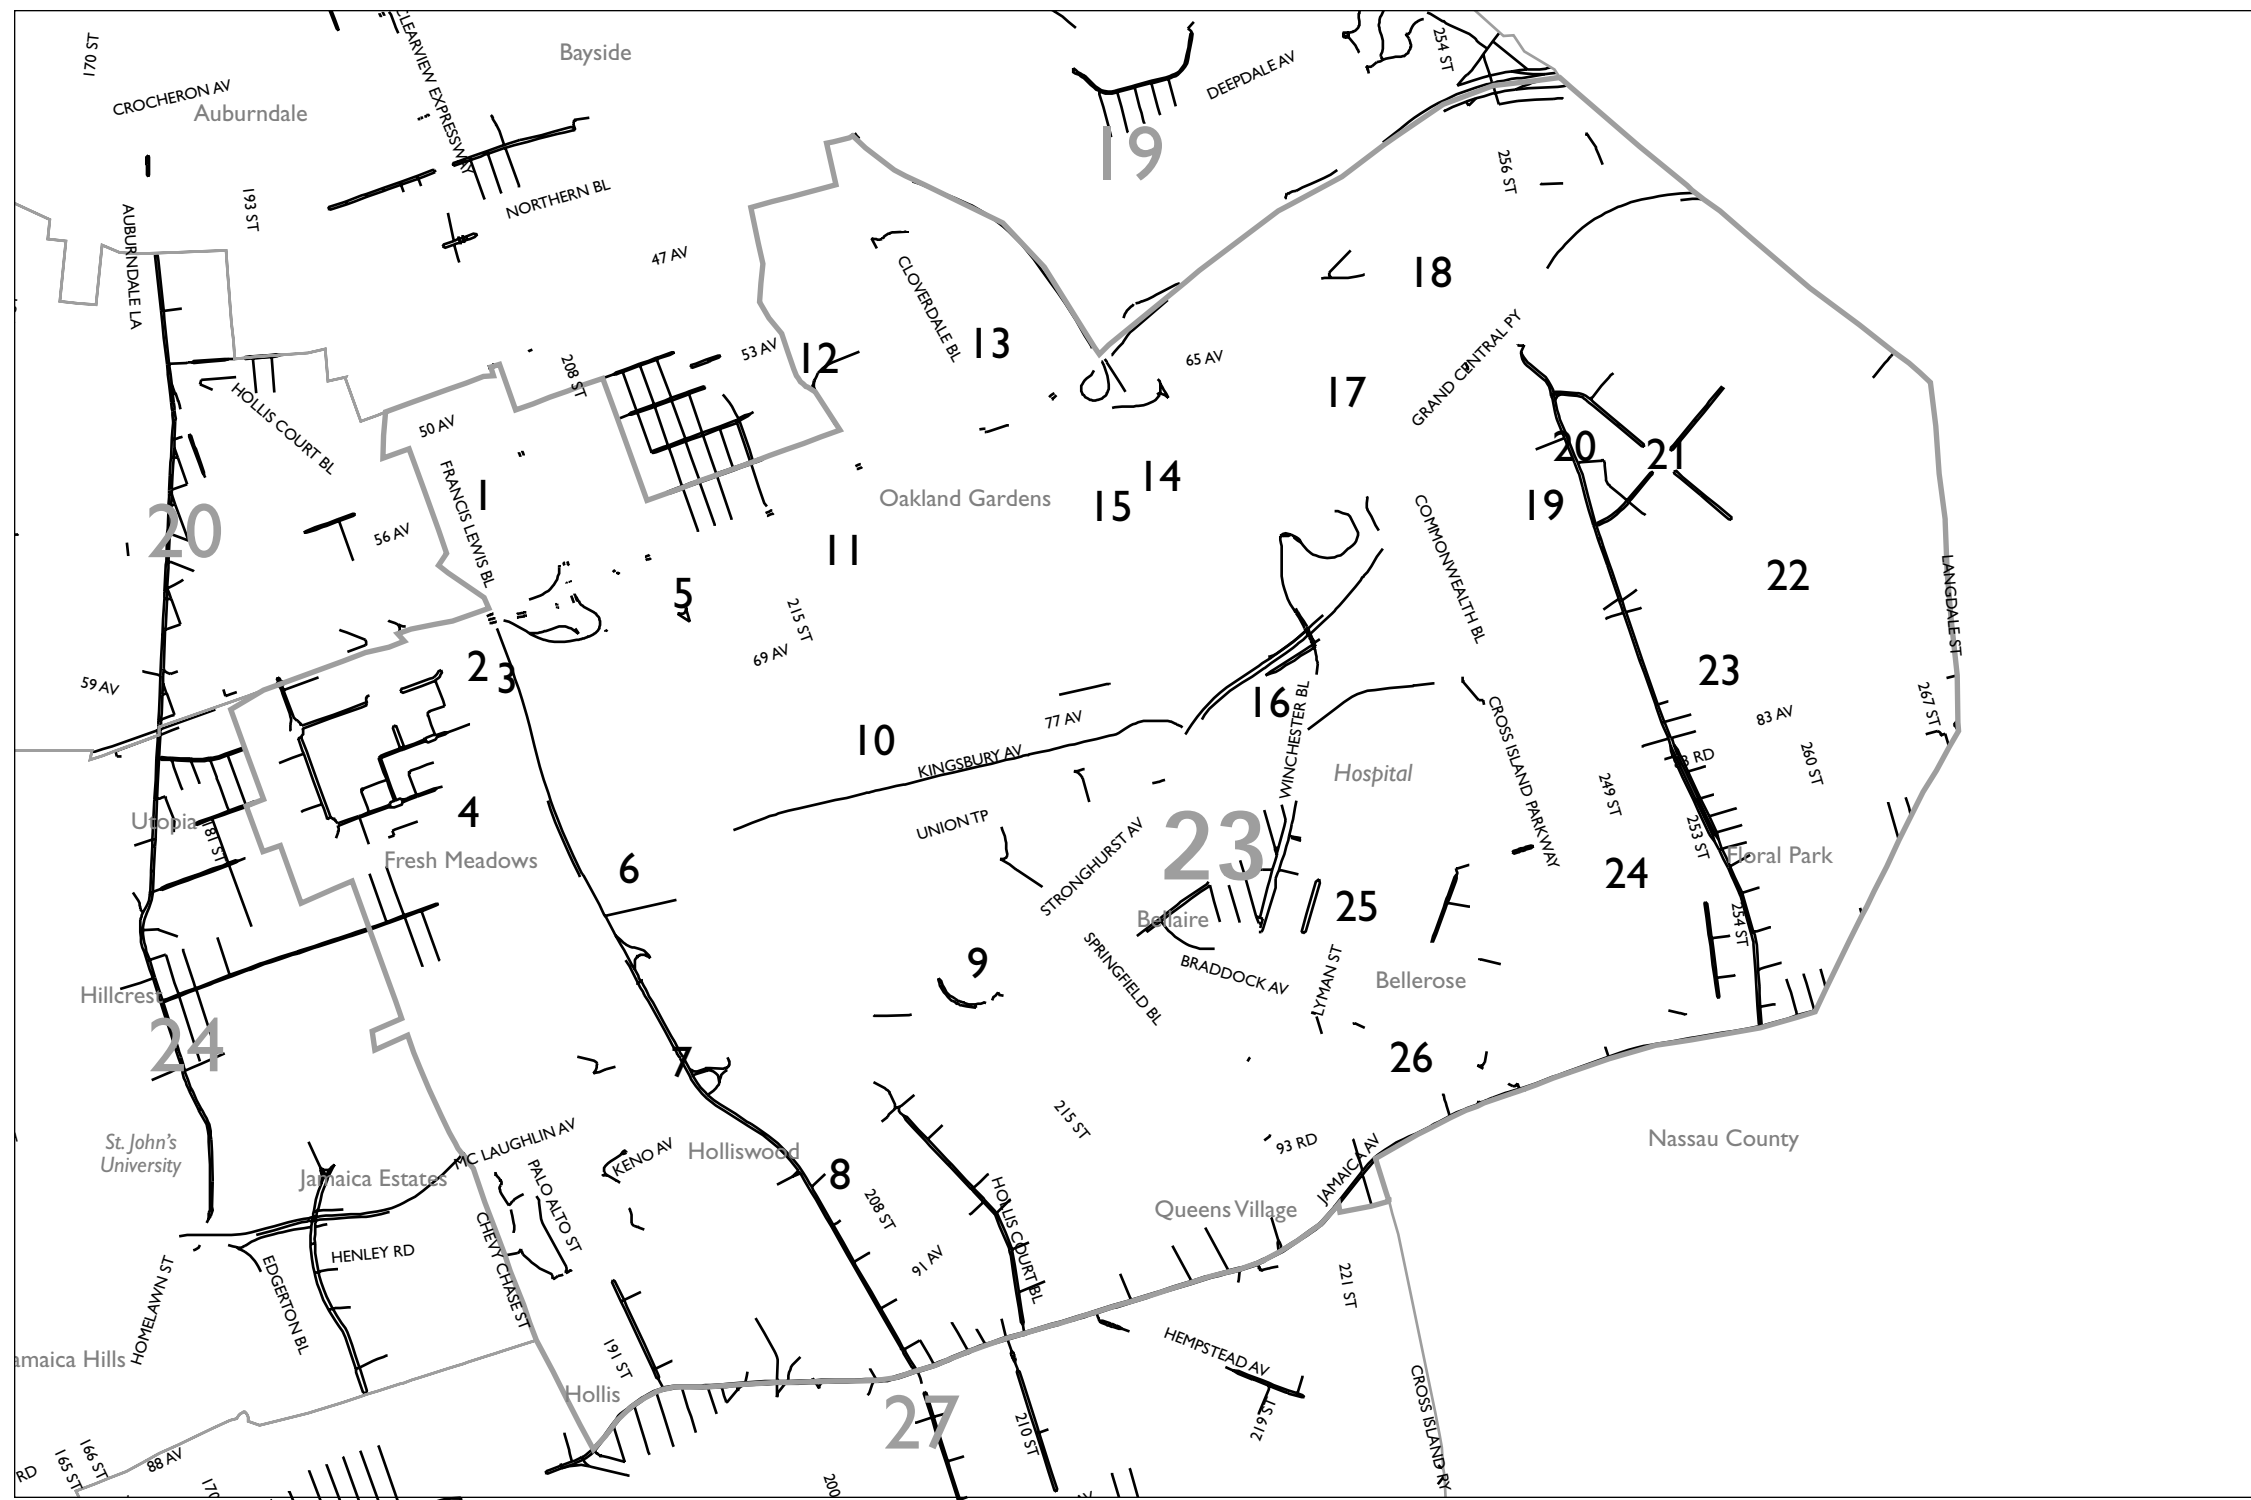 170 ST
CLEARVIEW EXPRESSWAY
Bayside
254 ST
CROCHERON AV
Auburndale
DEEPDALE AV
19
256 ST
193 ST
NORTHERN BL
AUBURNDALE LA
47 AV
CLOVERDALE BL
18
GRAND CENTRAL PY
53 AV
12
13
65 AV
208 ST
HOLLIS COURT BL
17
50 AV
20
21
FRANCIS LEWIS BL
1
Oakland Gardens
14
15
19
COMMONWEALTH BL
20
56 AV
11
22
LANGDALE ST
5
215 ST
69 AV
2
3
59 AV
23
16
WINCHESTER BL
267 ST
77 AV
83 AV
10
KINGSBURY AV
CROSS ISLAND PARKWAY
RD
260 ST
Hospital
249 ST
4
Utopia
181 ST
UNION TP
STRONGHURST AV
23
253 ST
Fresh Meadows
6
Floral Park
24
25
Bellaire
254 ST
9
SPRINGFIELD BL
BRADDOCK AV
LYMAN ST
Bellerose
Hillcrest
24
7
26
215 ST
St. John's
University
MC LAUGHLIN AV
KENO AV
Holliswood
93 RD
JAMAICA AV
Nassau County
Jamaica Estates
PALO ALTO ST
8
208 ST
HOLLIS COURT BL
Queens Village
CHEVY CHASE ST
HENLEY RD
91 AV
221 ST
HOMELAWN ST
EDGERTON BL
amaica Hills
191 ST
HEMPSTEAD AV
Hollis
27
CROSS ISLAND PY
210 ST
219 ST
166 ST
165 ST
88 AV
RD
170
200